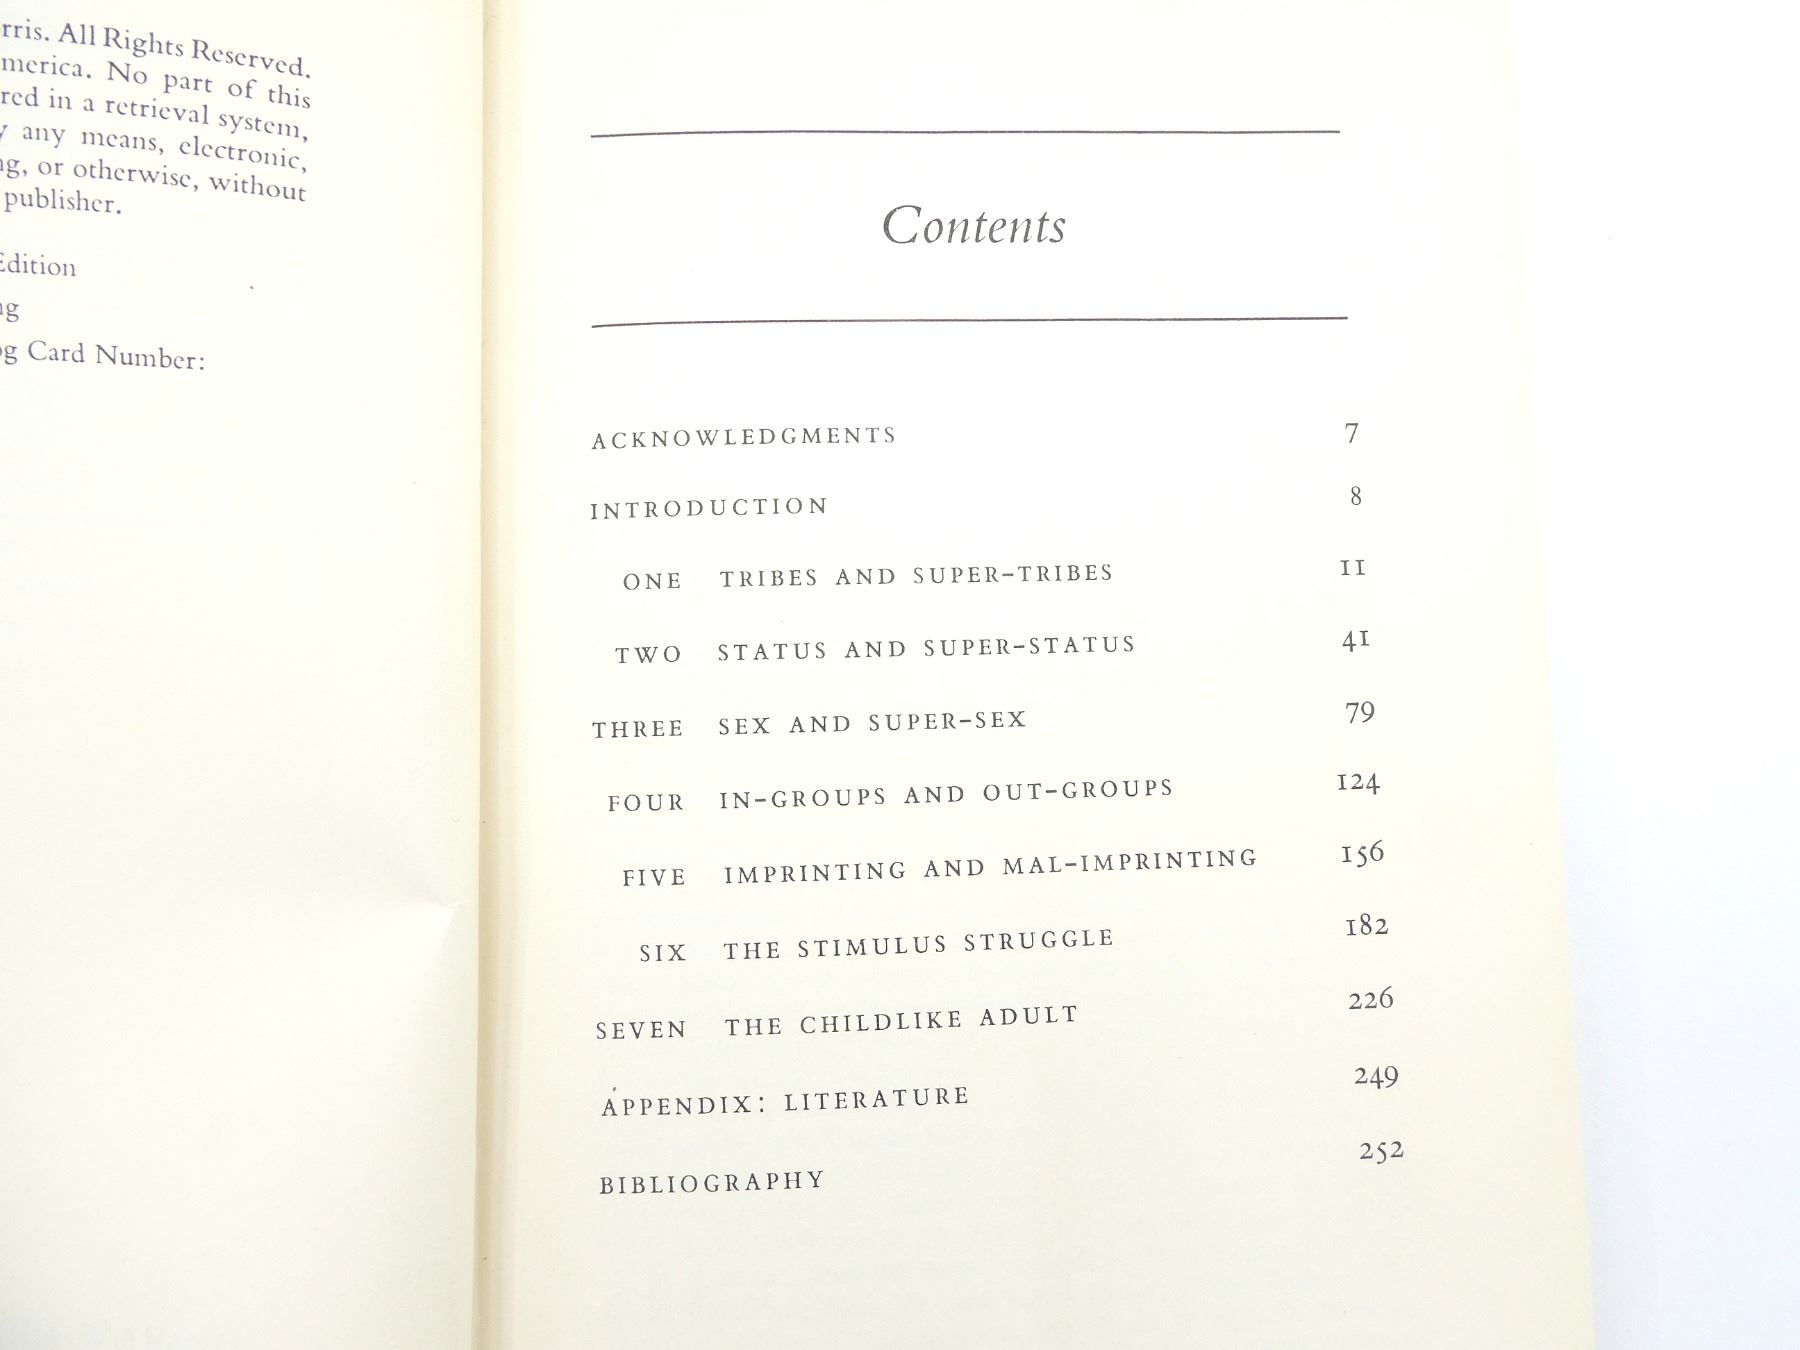 rris. All Rights Reserved.
merica. No part of this
red in a retrieval system,
y any means, electronic,
ng, or otherwise, without
publisher.
Edition
ng
og Card Number:
Contents
ACKNOWLEDGMENTS 7
INTRODUCTION 8
ONE TRIBES AND SUPER-TRIBES 11
TWO STATUS AND SUPER-STATUS 41
THREE SEX AND SUPER-SEX 79
FOUR IN-GROUPS AND OUT-GROUPS 124
FIVE IMPRINTING AND MAL-IMPRINTING 156
SIX THE STIMULUS STRUGGLE 182
SEVEN THE CHILDLIKE ADULT 226
APPENDIX: LITERATURE 249
BIBLIOGRAPHY 252